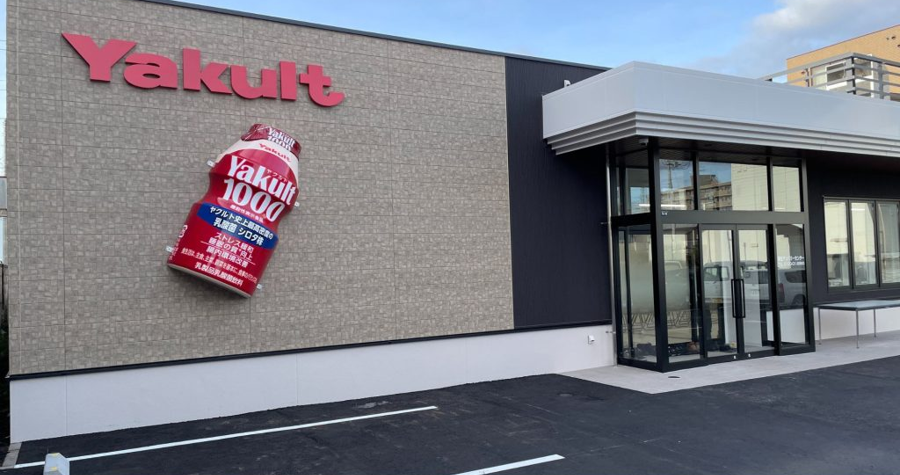 Yakult
Yakult
1000
Yakult
Yakult
1000
ヤクルト史上最高密度の
乳酸菌 シロタ株
ストレス緩和
睡眠の質向上
腸内環境改善
乳製品乳酸菌飲料